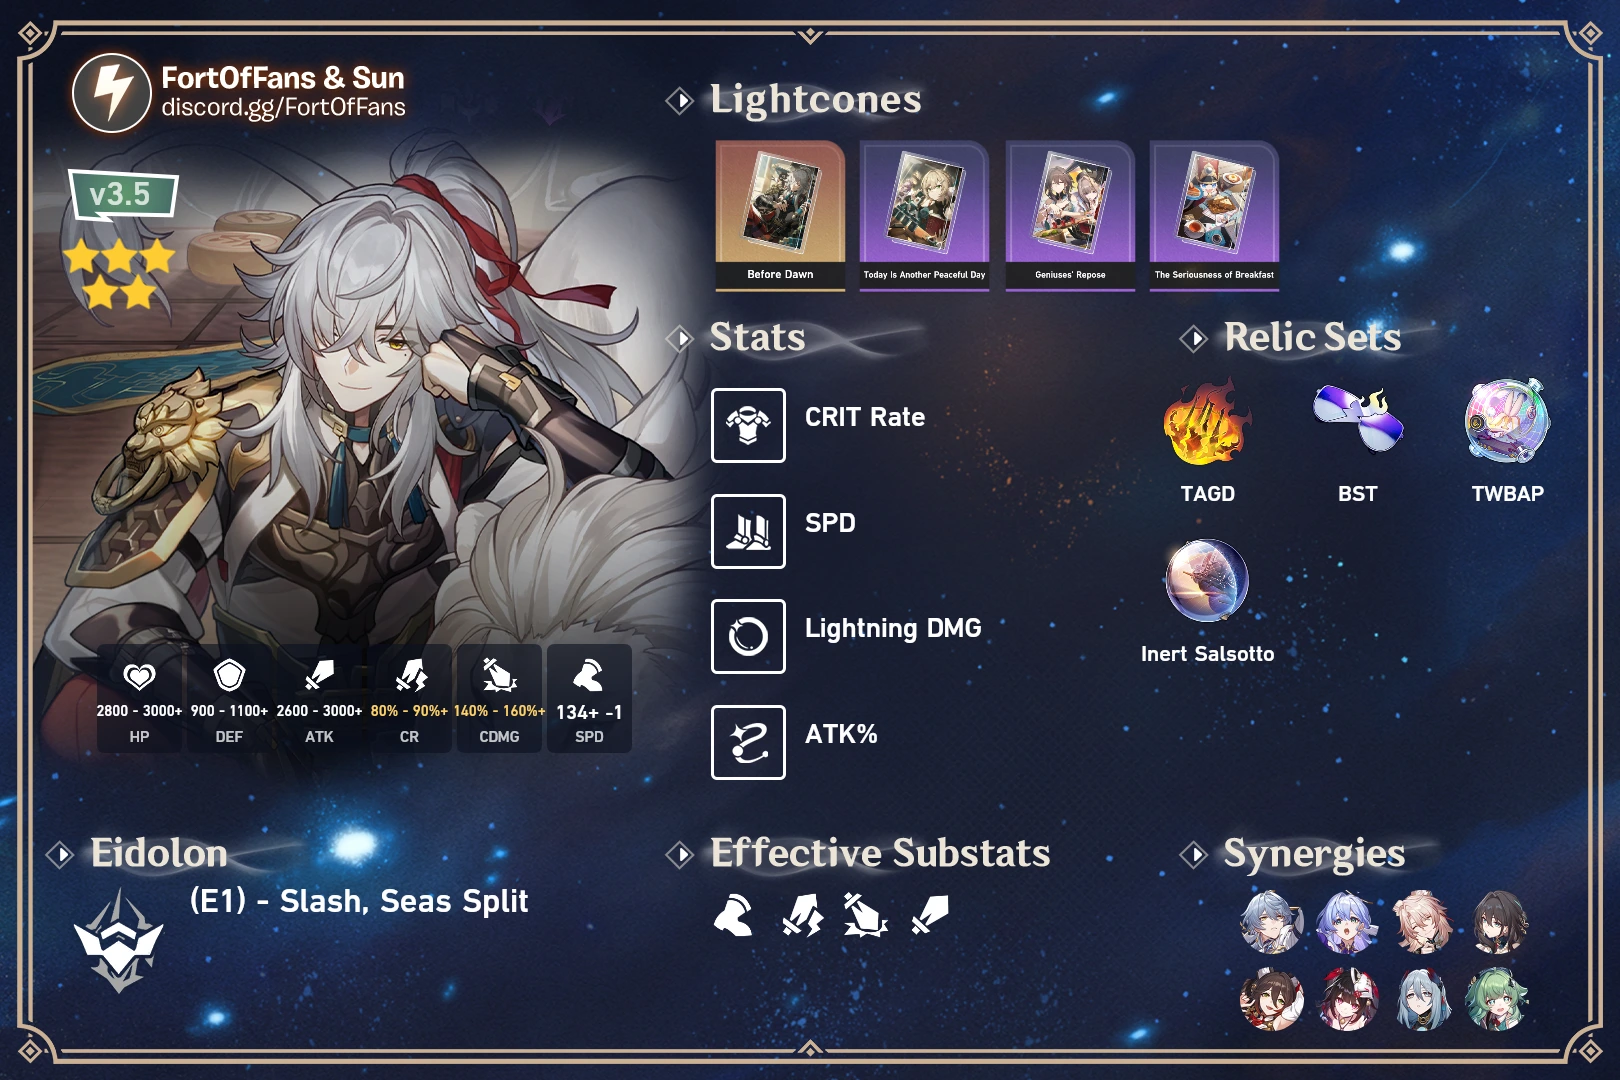 FortOfFans & Sun
discord.gg/FortOfFans
v3.5
2800 - 3000+
HP
900 - 1100+
DEF
2600 - 3000+
ATK
80% - 90%+
CR
140% - 160%+
CDMG
134+ -1
SPD
Eidolon
(E1) - Slash, Seas Split
Lightcones
Before Dawn
Today Is Another Peaceful Day
Geniuses' Repose
The Seriousness of Breakfast
Stats
CRIT Rate
SPD
Lightning DMG
ATK%
Relic Sets
TAGD
BST
TWBAP
Inert Salsotto
Effective Substats
Synergies